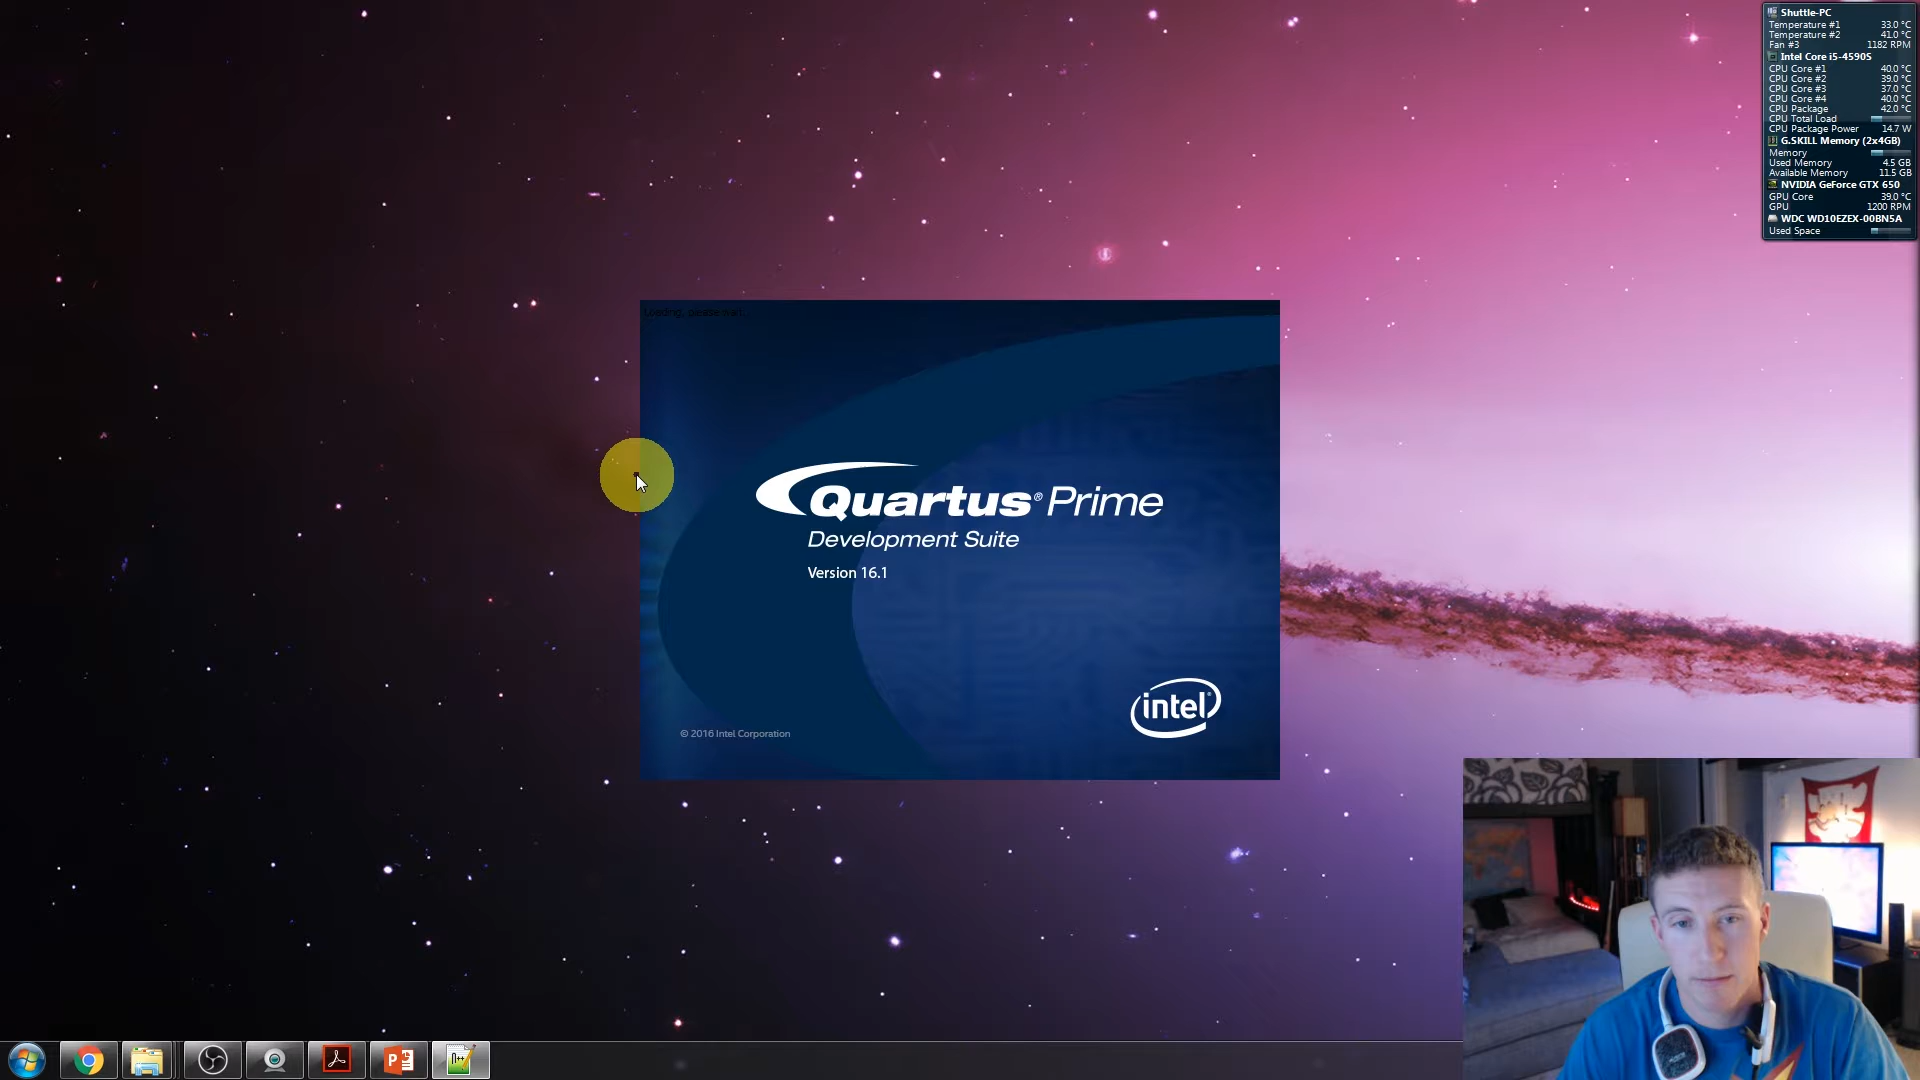 Shuttle-PC
Temperature #1 33.0 °C
Temperature #2 41.0 °C
Fan #3 1182 RPM
Intel Core i5-4590S
CPU Core #1 40.0 °C
CPU Core #2 39.0 °C
CPU Core #3 37.0 °C
CPU Core #4 40.0 °C
CPU Package 42.0 °C
CPU Total Load
CPU Package Power 14.7 W
G.SKILL Memory (2x4GB)
Memory
Used Memory 4.5 GB
Available Memory 11.5 GB
NVIDIA GeForce GTX 650
GPU Core 39.0 °C
GPU 1200 RPM
WDC WD10EZEX-00BN5A
Used Space
Loading, please wait...
Quartus® Prime
Development Suite
Version 16.1
intel®
© 2016 Intel Corporation